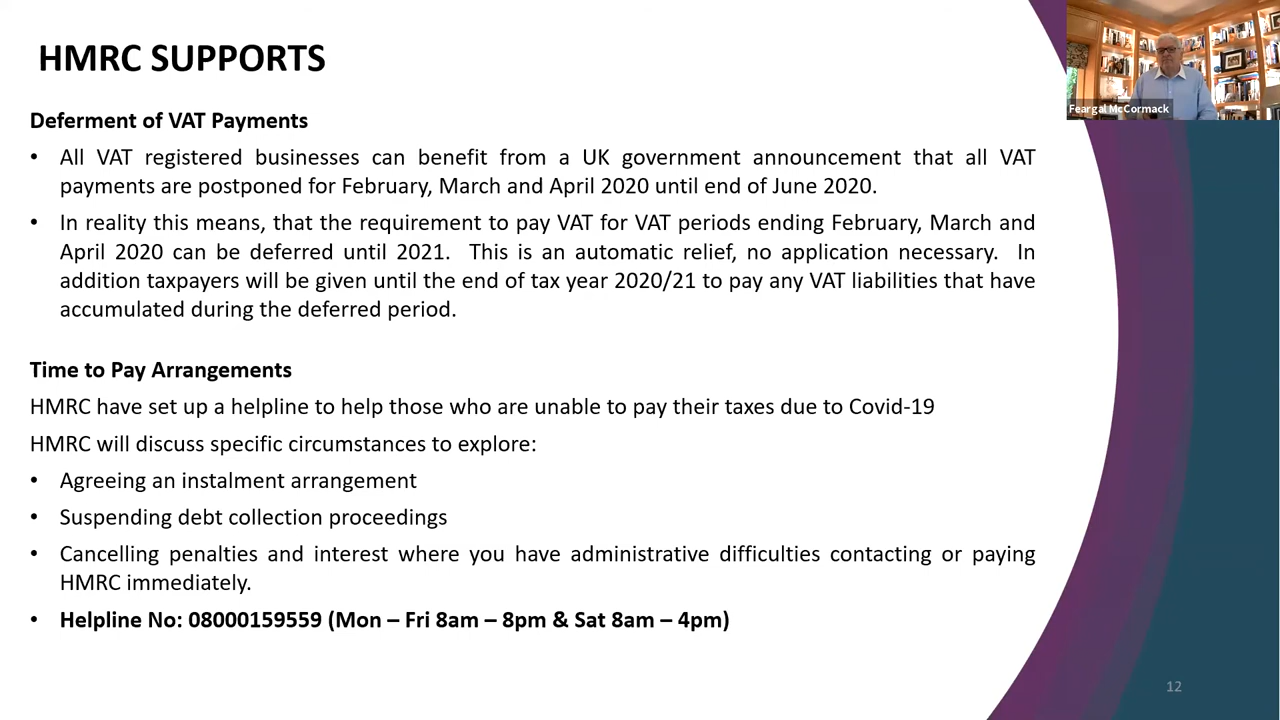 HMRC SUPPORTS
Feargal McCormack
Deferment of VAT Payments
• All VAT registered businesses can benefit from a UK government announcement that all VAT
payments are postponed for February, March and April 2020 until end of June 2020.
• In reality this means, that the requirement to pay VAT for VAT periods ending February, March and
April 2020 can be deferred until 2021. This is an automatic relief, no application necessary. In
addition taxpayers will be given until the end of tax year 2020/21 to pay any VAT liabilities that have
accumulated during the deferred period.
Time to Pay Arrangements
HMRC have set up a helpline to help those who are unable to pay their taxes due to Covid-19
HMRC will discuss specific circumstances to explore:
• Agreeing an instalment arrangement
• Suspending debt collection proceedings
• Cancelling penalties and interest where you have administrative difficulties contacting or paying
HMRC immediately.
• Helpline No: 08000159559 (Mon – Fri 8am – 8pm & Sat 8am – 4pm)
12